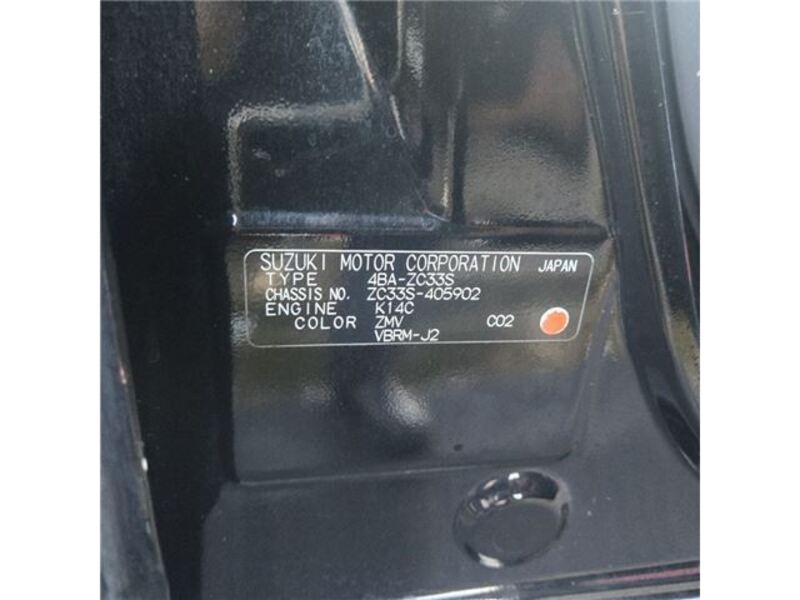 SUZUKI MOTOR CORPORATION JAPAN
TYPE 4BA-ZC33S
CHASSIS NO. ZC33S-405902
ENGINE K14C
COLOR ZMV C02
VBRM-J2